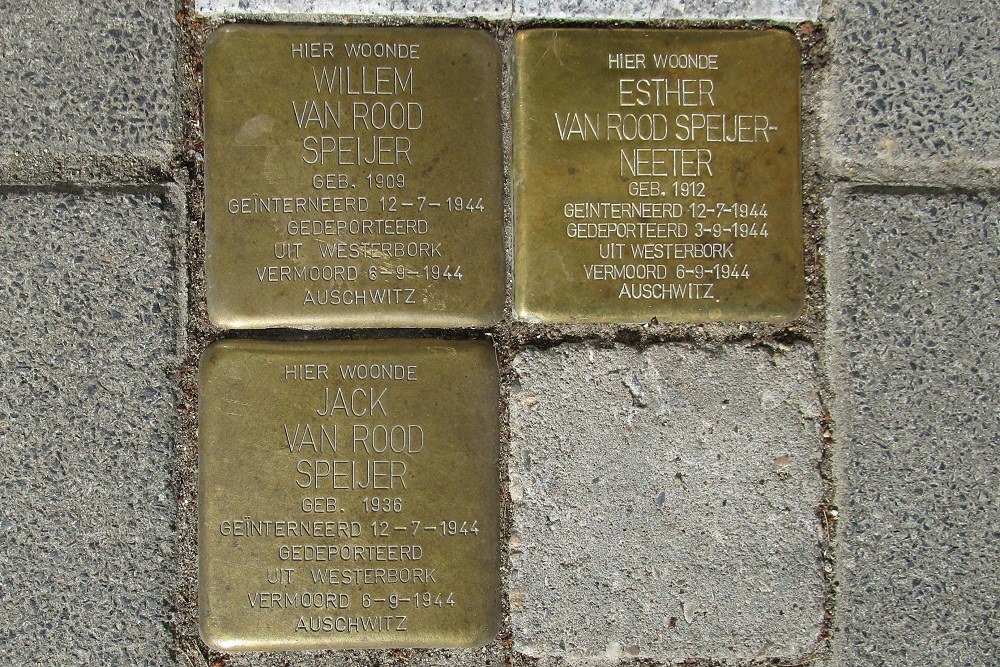 HIER WOONDE
WILLEM
VAN ROOD
SPEIJER
GEB. 1909
GEÏNTERNEERD 12-7-1944
GEDEPORTEERD
UIT WESTERBORK
VERMOORD 6-9-1944
AUSCHWITZ
HIER WOONDE
ESTHER
VAN ROOD SPEIJER-
NEETER
GEB. 1912
GEÏNTERNEERD 12-7-1944
GEDEPORTEERD 3-9-1944
UIT WESTERBORK
VERMOORD 6-9-1944
AUSCHWITZ
HIER WOONDE
JACK
VAN ROOD
SPEIJER
GEB. 1936
GEÏNTERNEERD 12-7-1944
GEDEPORTEERD
UIT WESTERBORK
VERMOORD 6-9-1944
AUSCHWITZ